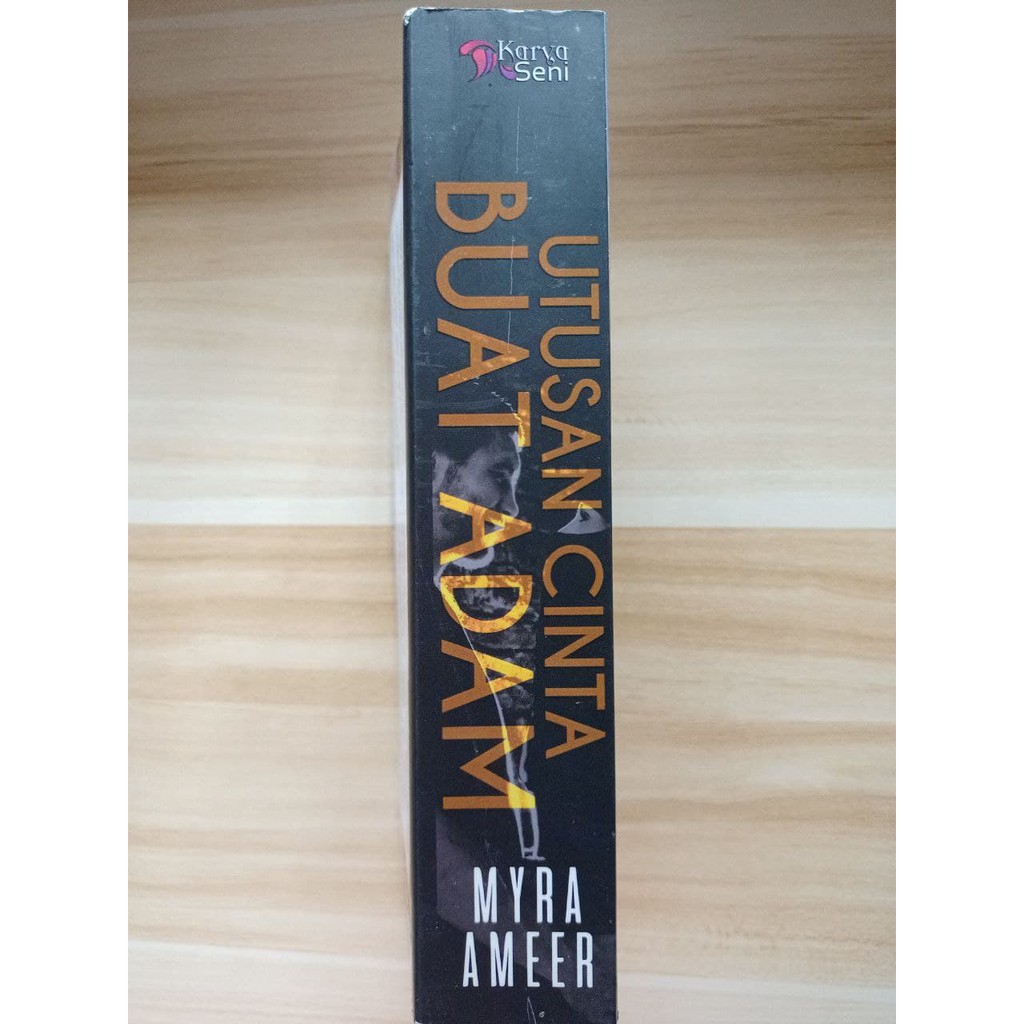 Karya
Seni
UTUSAN CINTA
BUAT ADAM
MYRA
AMEER